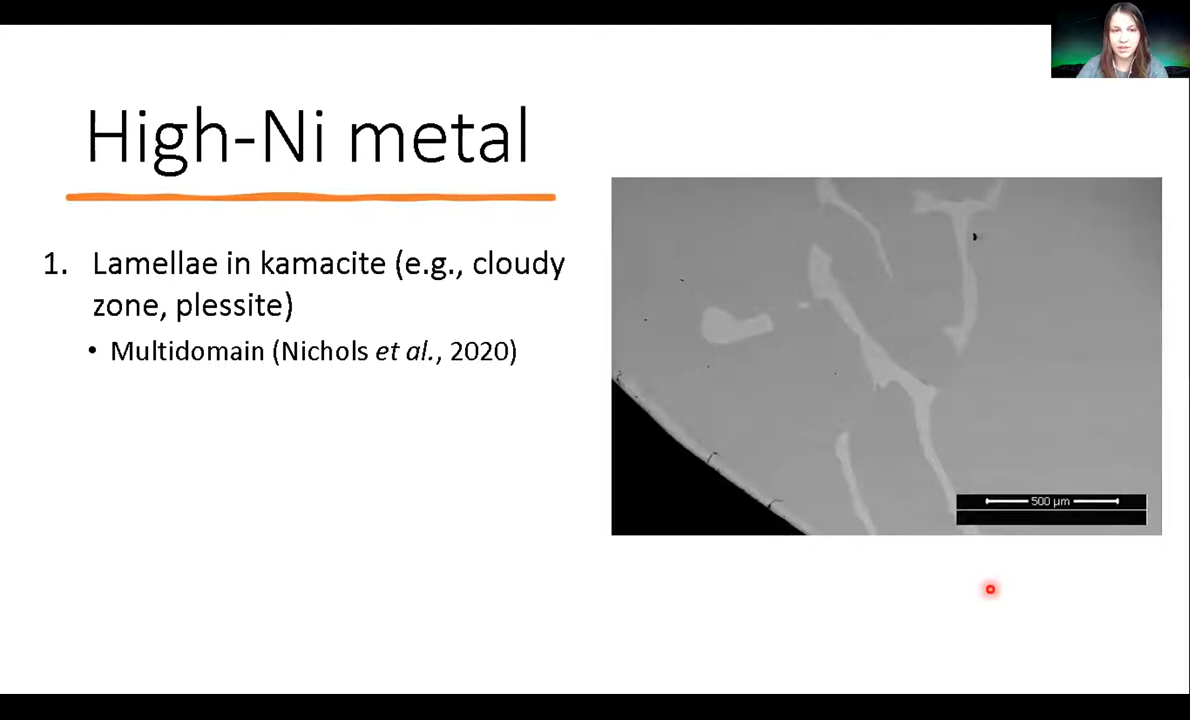 High-Ni metal
1. Lamellae in kamacite (e.g., cloudy
zone, plessite)
• Multidomain (Nichols et al., 2020)
500 µm